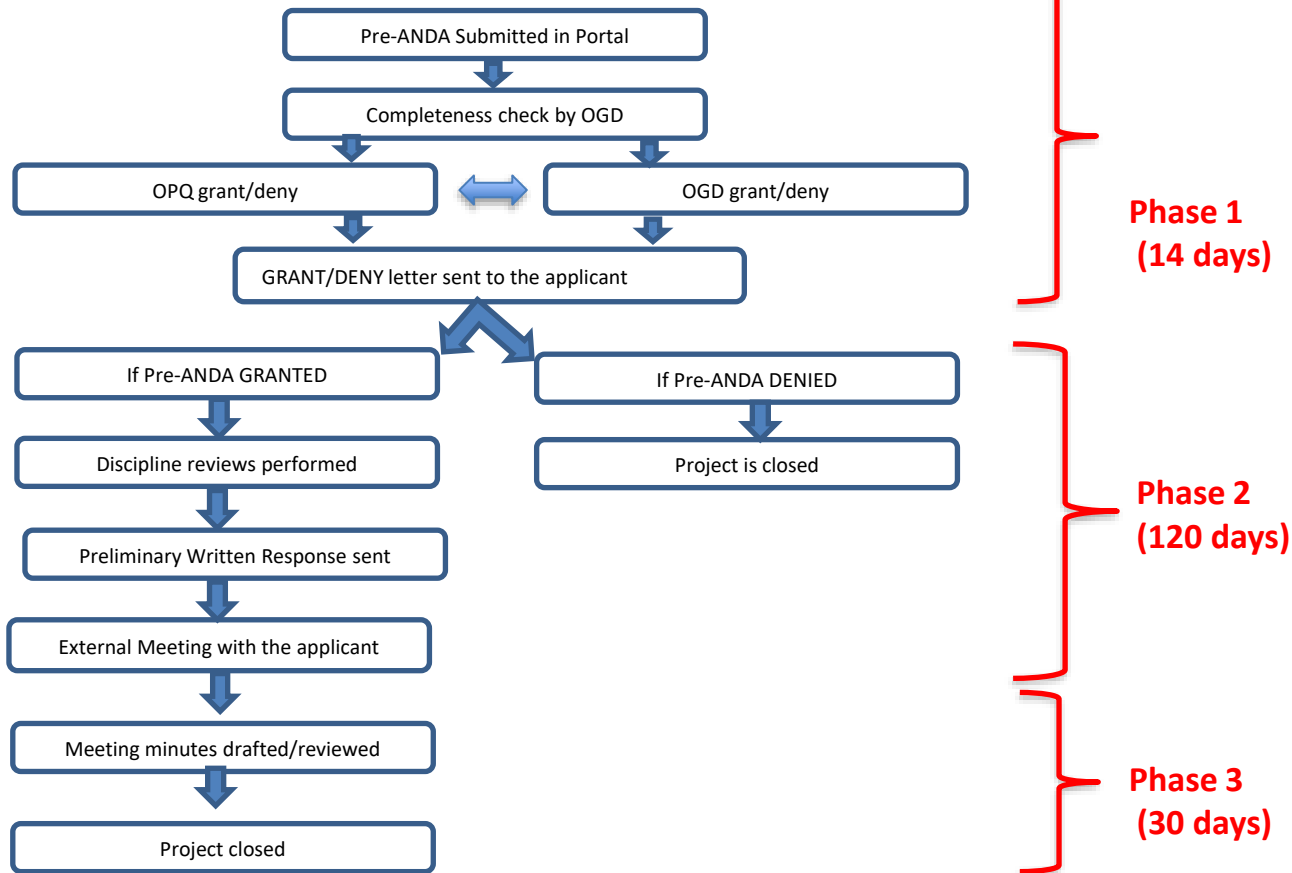 Pre-ANDA Submitted in Portal
Completeness check by OGD
OPQ grant/deny
OGD grant/deny
GRANT/DENY letter sent to the applicant
Phase 1
(14 days)
If Pre-ANDA GRANTED
If Pre-ANDA DENIED
Discipline reviews performed
Project is closed
Preliminary Written Response sent
External Meeting with the applicant
Phase 2
(120 days)
Meeting minutes drafted/reviewed
Project closed
Phase 3
(30 days)